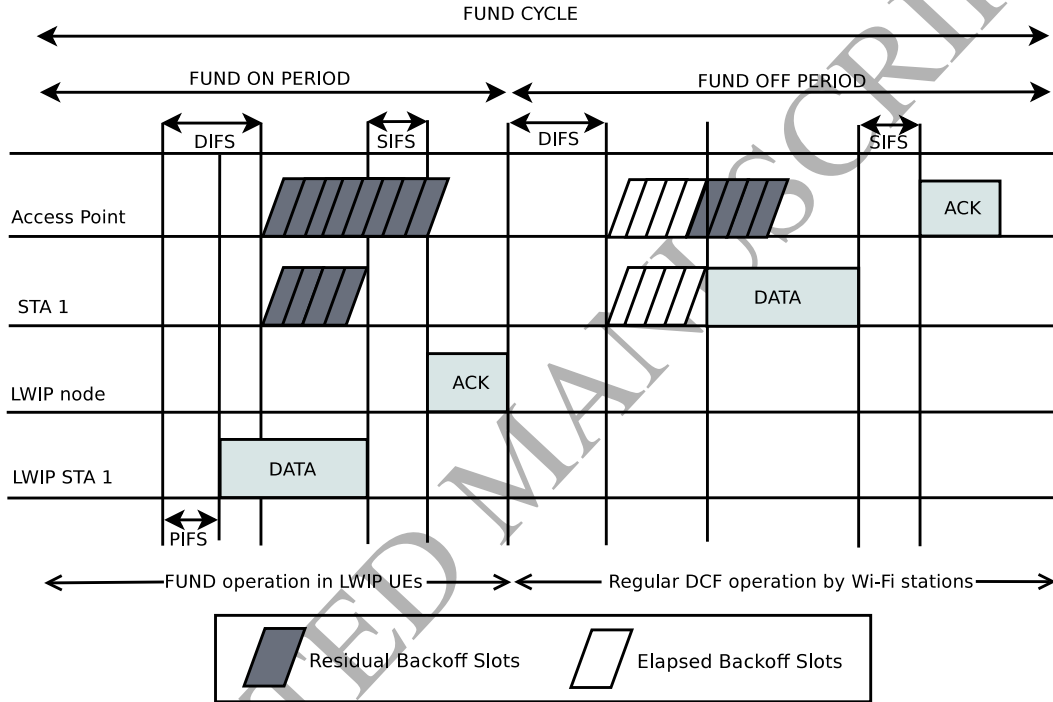 FUND CYCLE
FUND ON PERIOD
FUND OFF PERIOD
DIFS
SIFS
DIFS
SIFS
Access Point
ACK
STA 1
DATA
LWIP node
ACK
LWIP STA 1
DATA
PIFS
FUND operation in LWIP UEs
Regular DCF operation by Wi-Fi stations
Residual Backoff Slots
Elapsed Backoff Slots
TED MANUSCRI